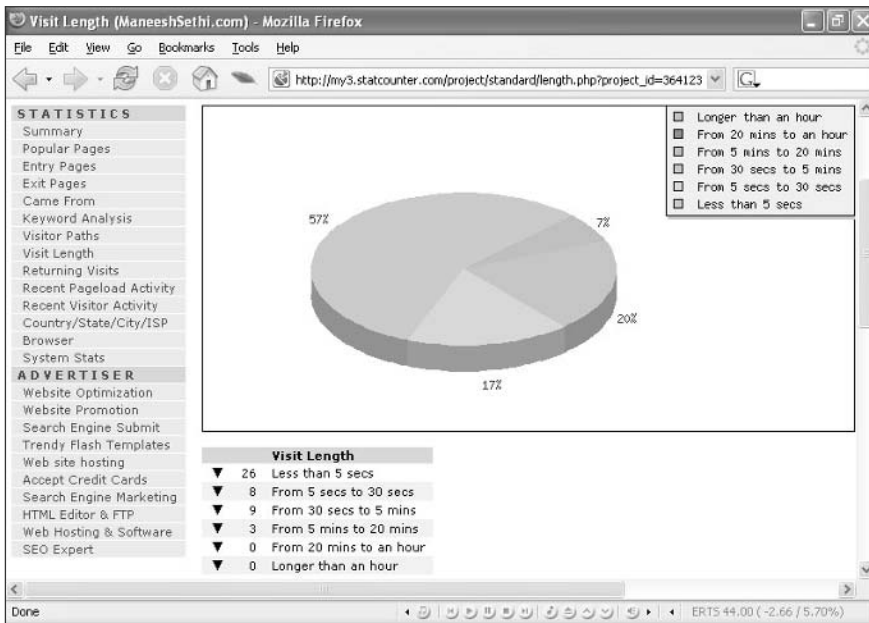 Visit Length (ManeeshSethi.com) - Mozilla Firefox
File Edit View Go Bookmarks Tools Help
http://my3.statcounter.com/project/standard/length.php?project_id=364123
G
STATISTICS
Summary
Popular Pages
Entry Pages
Exit Pages
Came From
Keyword Analysis
Visitor Paths
Visit Length
Returning Visits
Recent Pageload Activity
Recent Visitor Activity
Country/State/City/ISP
Browser
System Stats
ADVERTISER
Website Optimization
Website Promotion
Search Engine Submit
Trendy Flash Templates
Web site hosting
Accept Credit Cards
Search Engine Marketing
HTML Editor & FTP
Web Hosting & Software
SEO Expert
Longer than an hour
From 20 mins to an hour
From 5 mins to 20 mins
From 30 secs to 5 mins
From 5 secs to 30 secs
Less than 5 secs
57%
7%
20%
17%
Visit Length
26 Less than 5 secs
8 From 5 secs to 30 secs
9 From 30 secs to 5 mins
3 From 5 mins to 20 mins
0 From 20 mins to an hour
0 Longer than an hour
Done
ERTS 44.00 ( -2.66 / 5.70%)